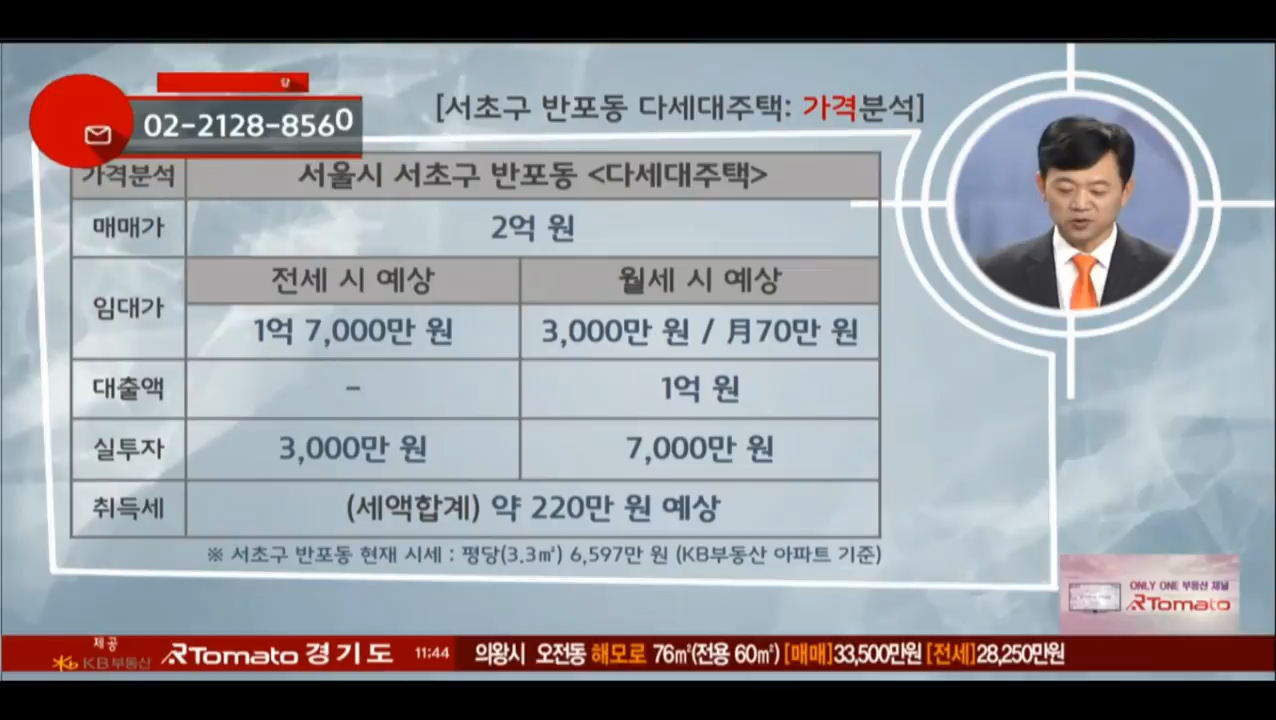 02-2128-8560
[서초구 반포동 다세대주택: 가격분석]
가격분석 서울시 서초구 반포동 <다세대주택>
매매가 2억 원
임대가 전세 시 예상 월세 시 예상
1억 7,000만 원 3,000만 원 / 月70만 원
대출액 - 1억 원
실투자 3,000만 원 7,000만 원
취득세 (세액합계) 약 220만 원 예상
※ 서초구 반포동 현재 시세 : 평당(3.3㎡) 6,597만 원 (KB부동산 아파트 기준)
ONLY ONE 부동산 채널
RTomato
제공
KB부동산 RTomato 경기도 11:44 의왕시 오전동 해모로 76㎡(전용 60㎡) [매매]33,500만원 [전세]28,250만원